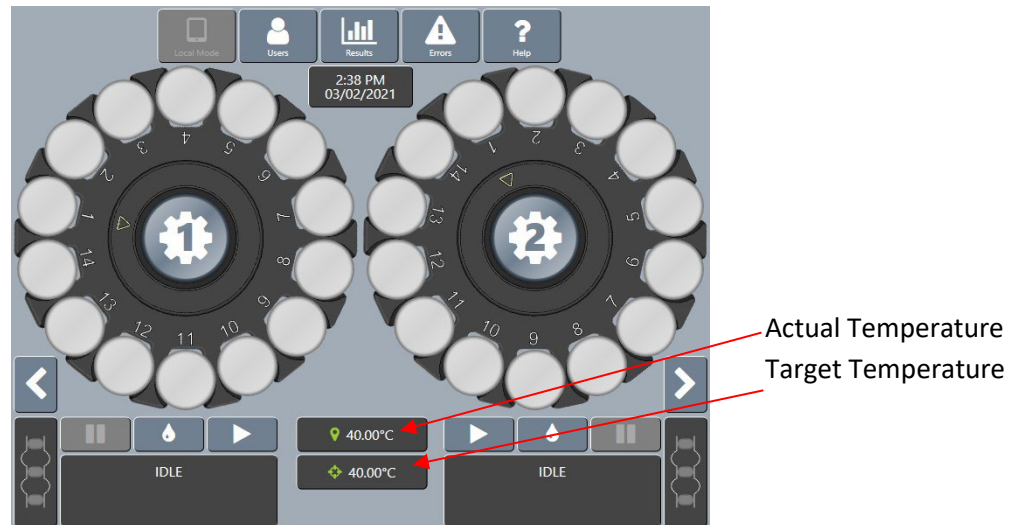 Local Mode
Users
Results
Errors
Help
2:38 PM
03/02/2021
1
2
3
4
5
6
7
8
9
10
11
12
13
14
1
1
2
3
4
5
6
7
8
9
10
11
12
13
14
2
Actual Temperature
Target Temperature
40.00°C
IDLE
40.00°C
IDLE